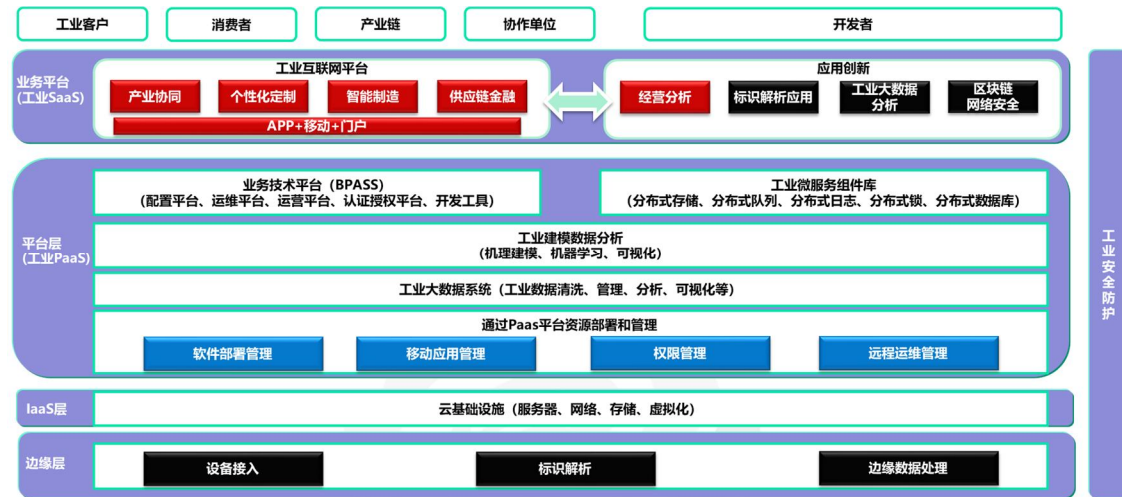 工业客户
消费者
产业链
协作单位
开发者
业务平台
(工业SaaS)
工业互联网平台
产业协同
个性化定制
智能制造
供应链金融
APP+移动+门户
应用创新
经营分析
标识解析应用
工业大数据
分析
区块链
网络安全
平台层
(工业PaaS)
业务技术平台（BPASS）
（配置平台、运维平台、运营平台、认证授权平台、开发工具）
工业微服务组件库
（分布式存储、分布式队列、分布式日志、分布式锁、分布式数据库）
工业建模数据分析
（机理建模、机器学习、可视化）
工业大数据系统（工业数据清洗、管理、分析、可视化等）
通过Paas平台资源部署和管理
软件部署管理
移动应用管理
权限管理
远程运维管理
IaaS层
云基础设施（服务器、网络、存储、虚拟化）
边缘层
设备接入
标识解析
边缘数据处理
工业安全防护